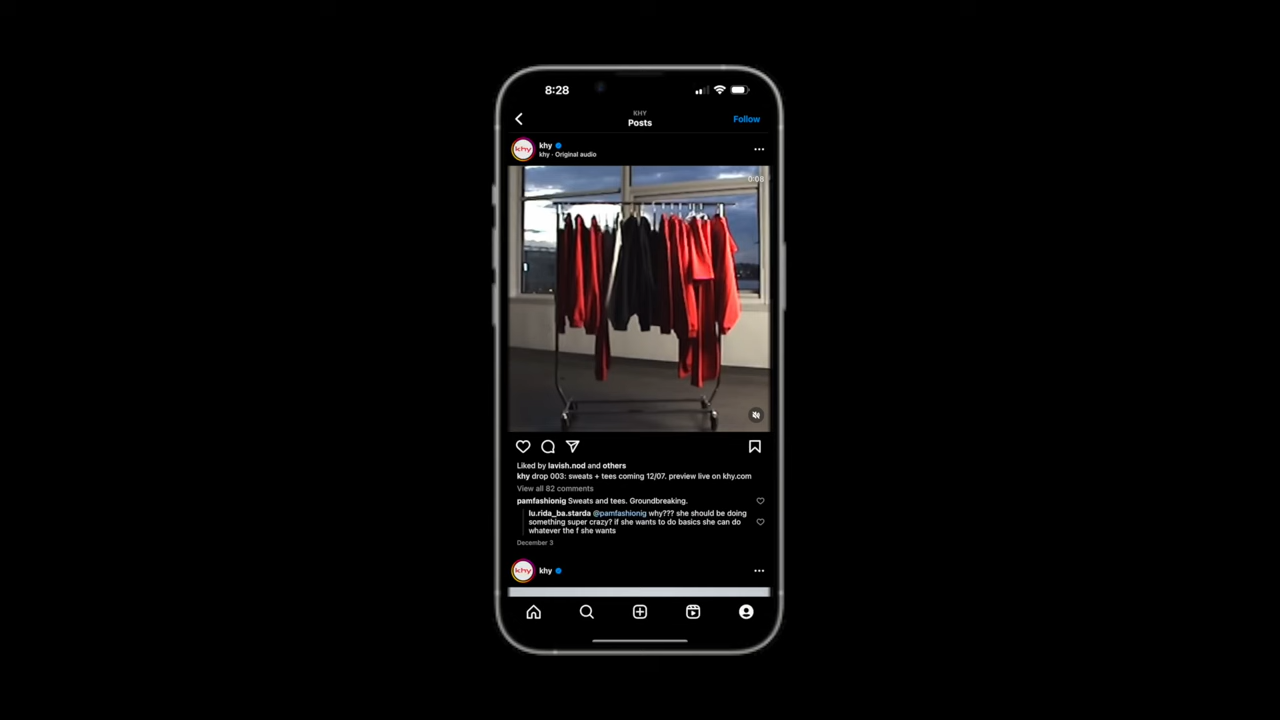 8:28
KHY
Posts
Follow
khy
khy
khy · Original audio
0:08
Liked by lavish.nod and others
khy drop 003: sweats + tees coming 12/07. preview live on khy.com
View all 82 comments
pamfashionig Sweats and tees. Groundbreaking.
lu.rida_ba.starda @pamfashionig why??? she should be doing
something super crazy? if she wants to do basics she can do
whatever the f she wants
December 3
khy
khy